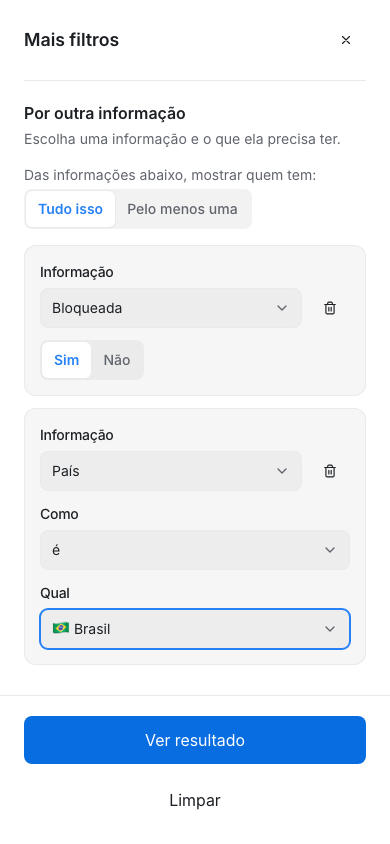 Mais filtros
Por outra informação
Escolha uma informação e o que ela precisa ter.
Das informações abaixo, mostrar quem tem:
Tudo isso Pelo menos uma
Informação
Bloqueada
Sim Não
Informação
País
Como
é
Qual
Brasil
Ver resultado
Limpar